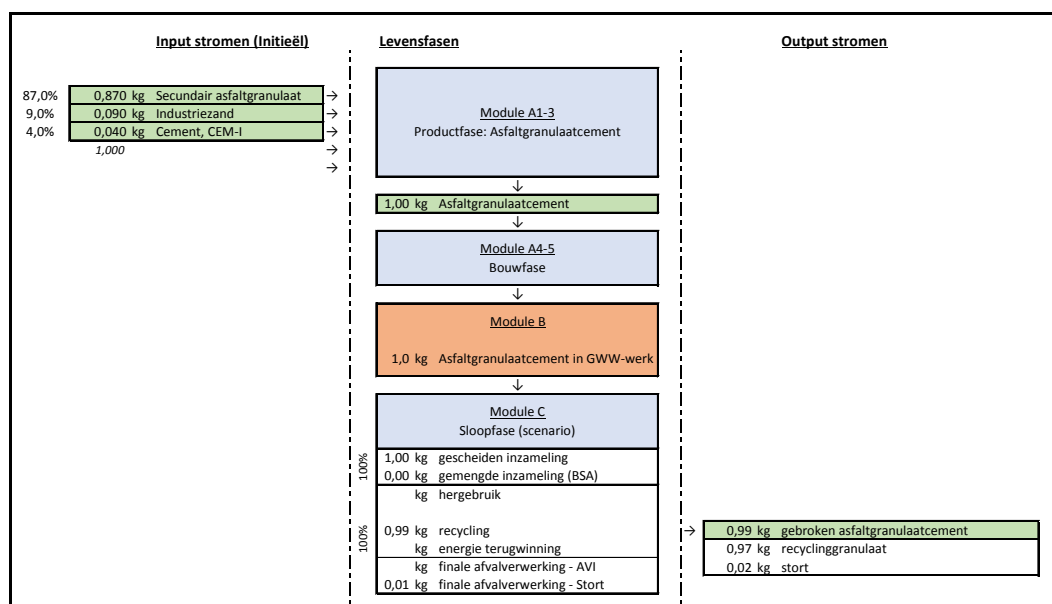 Input stromen (Initieël) Levensfasen Output stromen
87,0% 0,870 kg Secundair asfaltgranulaat →
9,0% 0,090 kg Industriezand →
4,0% 0,040 kg Cement, CEM-I →
1,000 →
→
Module A1-3
Productfase: Asfaltgranulaatcement
↓
1,00 kg Asfaltgranulaatcement
↓
Module A4-5
Bouwfase
↓
Module B
1,0 kg Asfaltgranulaatcement in GWW-werk
↓
Module C
Sloopfase (scenario)
100%
1,00 kg gescheiden inzameling
0,00 kg gemengde inzameling (BSA)
kg hergebruik
100%
0,99 kg recycling
kg energie terugwinning
kg finale afvalverwerking - AVI
0,01 kg finale afvalverwerking - Stort
→ 0,99 kg gebroken asfaltgranulaatcement
0,97 kg recyclinggranulaat
0,02 kg stort